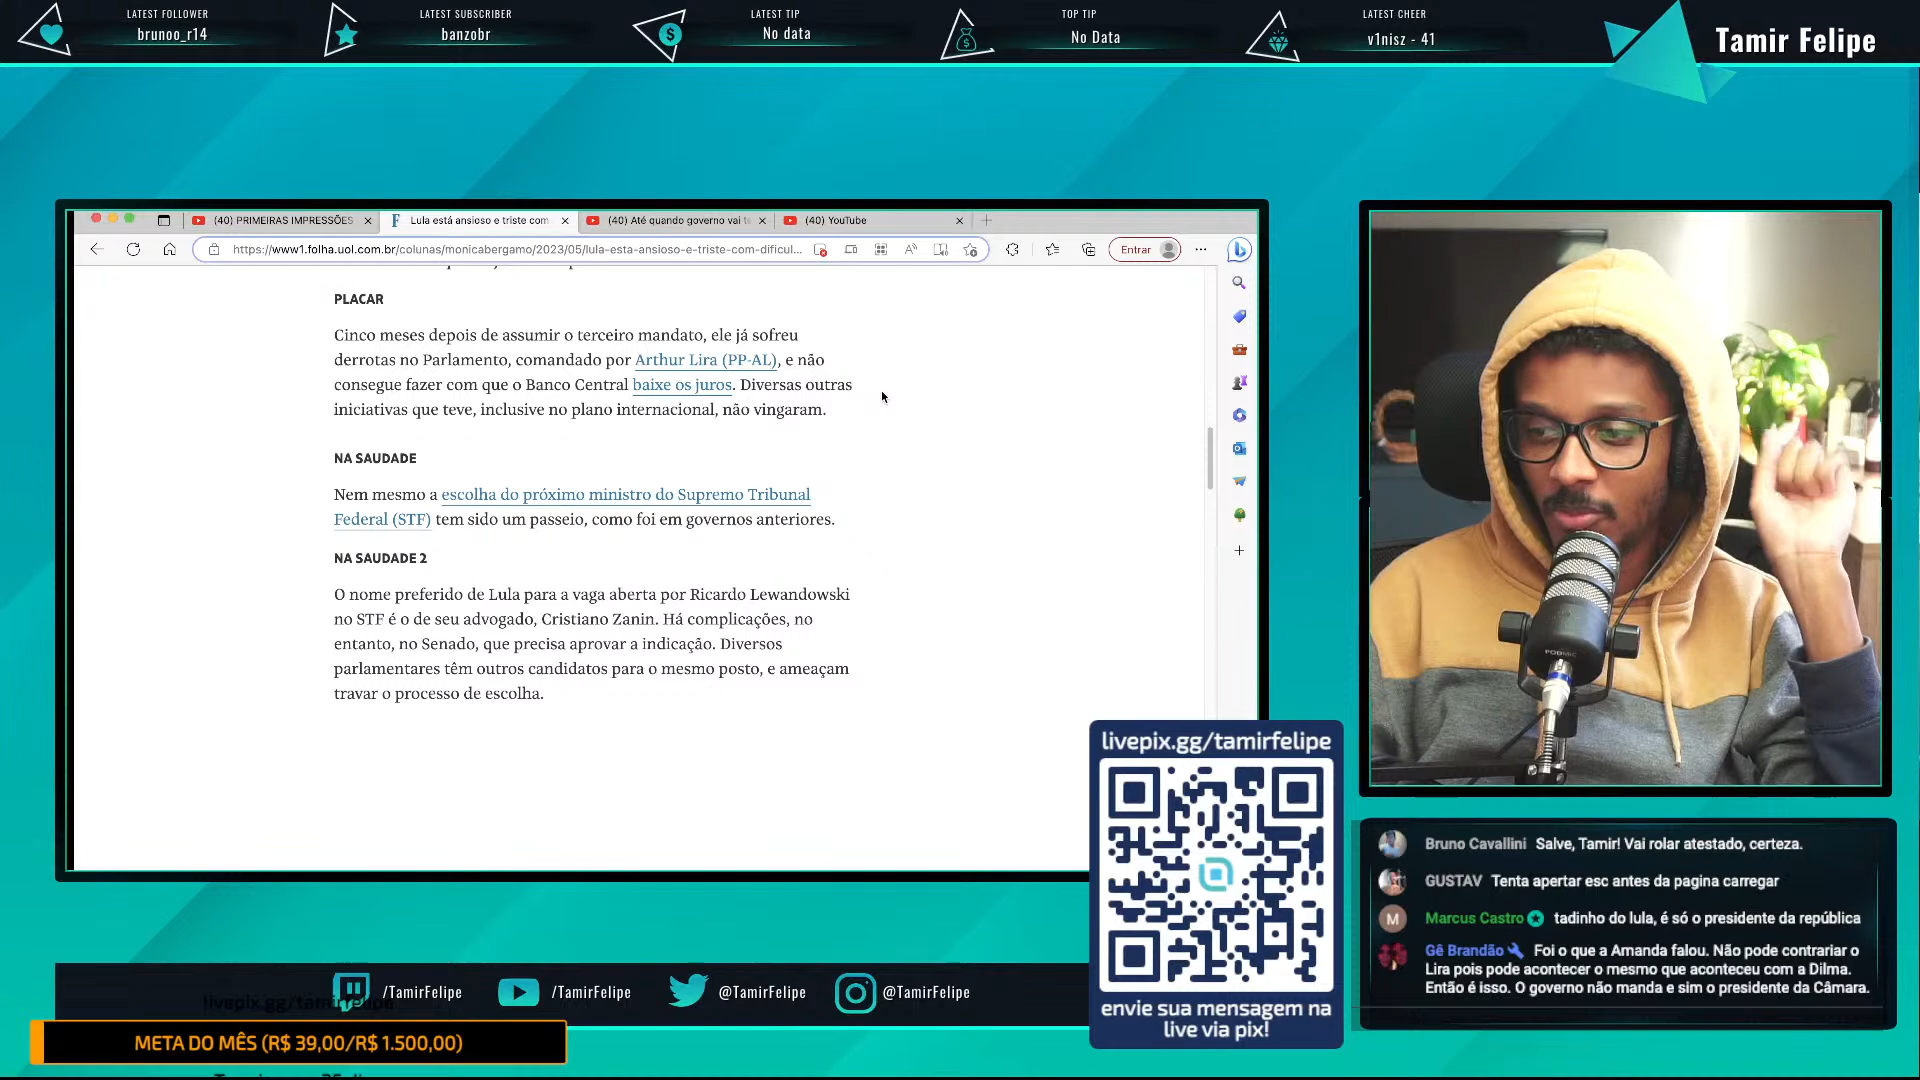 LATEST FOLLOWER
brunoo_r14
LATEST SUBSCRIBER
banzobr
LATEST TIP
No data
TOP TIP
No Data
LATEST CHEER
v1nisz - 41
Tamir Felipe
(40) PRIMEIRAS IMPRESSÕES
Lula está ansioso e triste com
(40) Até quando governo vai
(40) YouTube
https://www1.folha.uol.com.br/colunas/monicabergamo/2023/05/lula-esta-ansioso-e-triste-com-dificul...
Entrar
PLACAR
Cinco meses depois de assumir o terceiro mandato, ele já sofreu
derrotas no Parlamento, comandado por Arthur Lira (PP-AL), e não
consegue fazer com que o Banco Central baixe os juros. Diversas outras
iniciativas que teve, inclusive no plano internacional, não vingaram.
NA SAUDADE
Nem mesmo a escolha do próximo ministro do Supremo Tribunal
Federal (STF) tem sido um passeio, como foi em governos anteriores.
NA SAUDADE 2
O nome preferido de Lula para a vaga aberta por Ricardo Lewandowski
no STF é o de seu advogado, Cristiano Zanin. Há complicações, no
entanto, no Senado, que precisa aprovar a indicação. Diversos
parlamentares têm outros candidatos para o mesmo posto, e ameaçam
travar o processo de escolha.
PODMIC
livepix.gg/tamirfelipe
envie sua mensagem na
live via pix!
Bruno Cavallini Salve, Tamir! Vai rolar atestado, certeza.
GUSTAV Tenta apertar esc antes da pagina carregar
M Marcus Castro tadinho do lula, é só o presidente da república
Gê Brandão Foi o que a Amanda falou. Não pode contrariar o
Lira pois pode acontecer o mesmo que aconteceu com a Dilma.
Então é isso. O governo não manda e sim o presidente da Câmara.
/TamirFelipe
/TamirFelipe
@TamirFelipe
@TamirFelipe
livepix.gg/tamirfelipe
META DO MÊS (R$ 39,00/R$ 1.500,00)